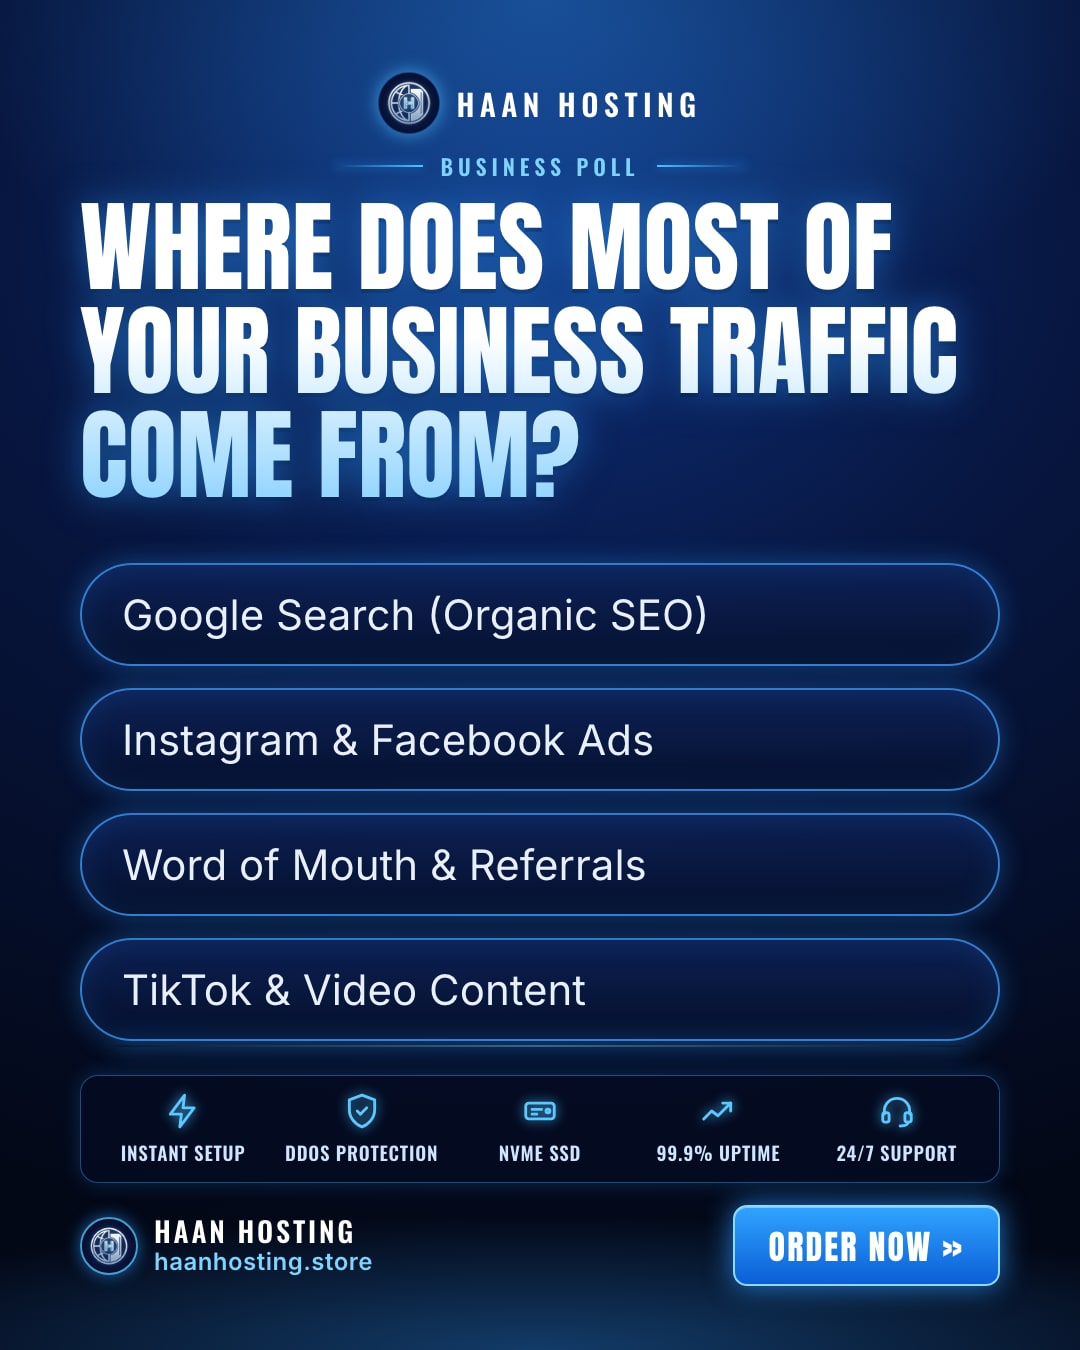 HAAN HOSTING
BUSINESS POLL
WHERE DOES MOST OF
YOUR BUSINESS TRAFFIC
COME FROM?
Google Search (Organic SEO)
Instagram & Facebook Ads
Word of Mouth & Referrals
TikTok & Video Content
INSTANT SETUP DDOS PROTECTION NVME SSD 99.9% UPTIME 24/7 SUPPORT
HAAN HOSTING
haanhosting.store
ORDER NOW »